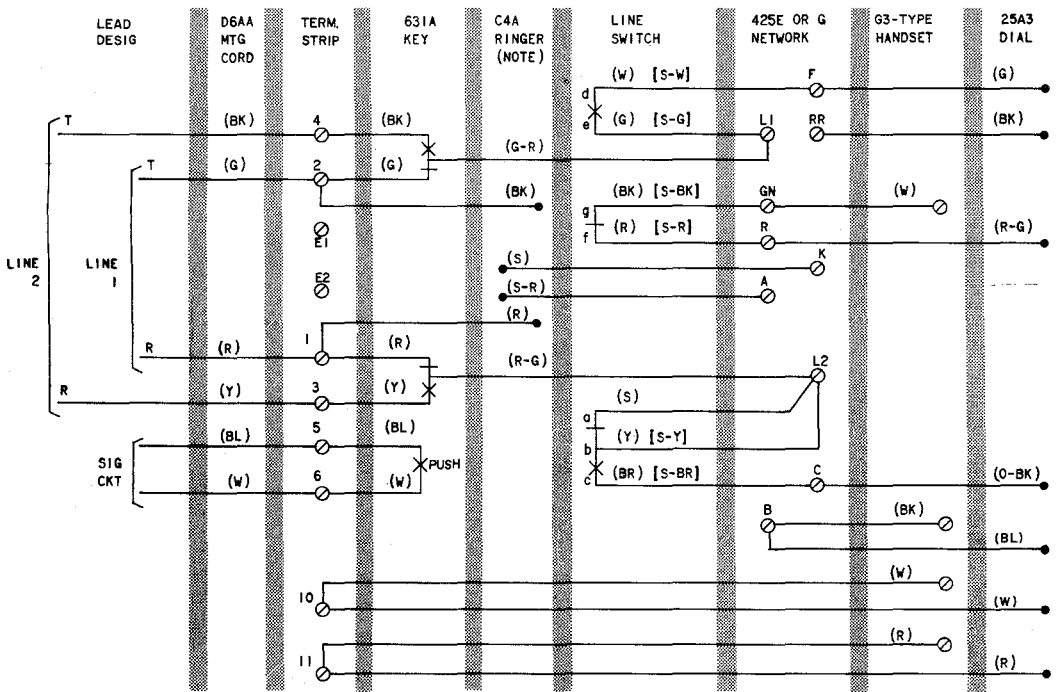 LEAD DESIG
D6AA MTG CORD
TERM. STRIP
631A KEY
C4A RINGER (NOTE)
LINE SWITCH
425E OR G NETWORK
G3-TYPE HANDSET
25A3 DIAL
(W) [S-W] F (G)
d
T (BK) 4 (BK) e (G) [S-G] L1 RR (BK)
(G-R)
T (G) 2 (G)
(BK) (BK) [S-BK] GN (W)
g
E1 f (R) [S-R] R (R-G)
(S) K
E2 (S-R) A
LINE 2
LINE 1
1 (R)
R (R) (R) (R-G) L2
R (Y) 3 (Y) (S)
a
(BL) 5 (BL) b (Y) [S-Y]
SIG CKT
PUSH
(W) 6 (W) c (BR) [S-BR] C (O-BK)
B (BK)
(BL)
(W)
10 (W)
(R)
11 (R)